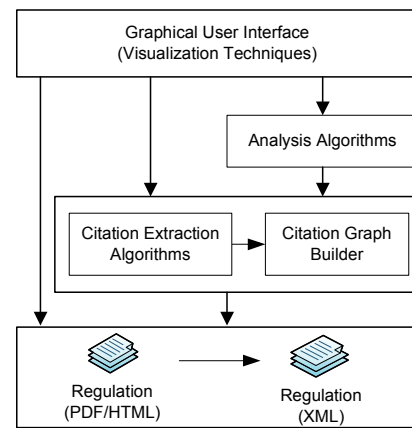 Graphical User Interface
(Visualization Techniques)
Analysis Algorithms
Citation Extraction
Algorithms
Citation Graph
Builder
Regulation
(PDF/HTML)
Regulation
(XML)